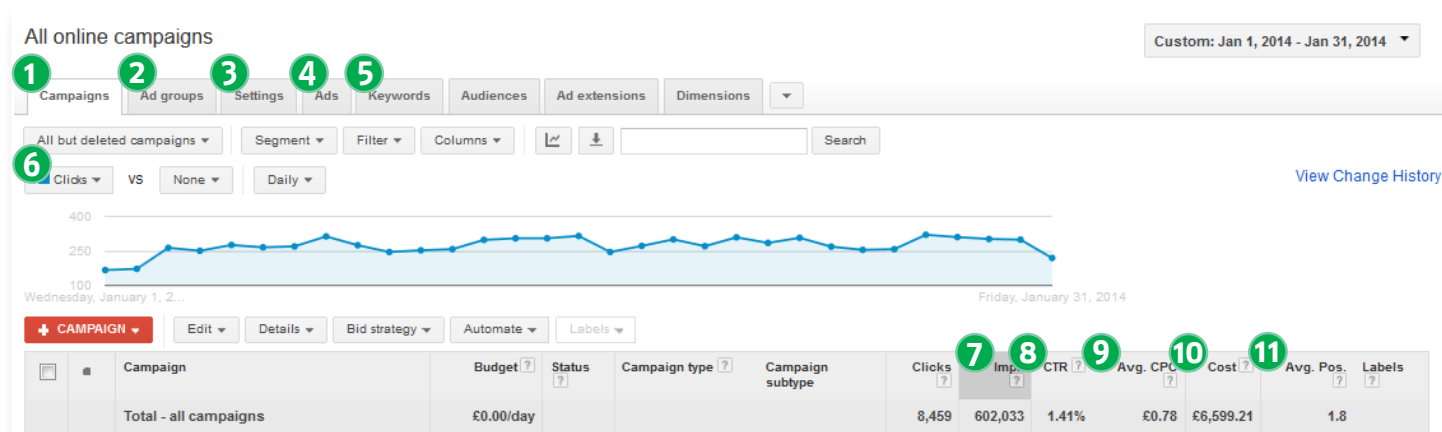 All online campaigns
Custom: Jan 1, 2014 - Jan 31, 2014
1 2 3 4 5
Campaigns Ad groups Settings Ads Keywords Audiences Ad extensions Dimensions
All but deleted campaigns Segment Filter Columns Search
6
Clicks VS None Daily View Change History
400
250
100
Wednesday, January 1, 2... Friday, January 31, 2014
+ CAMPAIGN Edit Details Bid strategy Automate Labels
7 8 9 10 11
Campaign Budget ? Status ? Campaign type ? Campaign subtype Clicks ? Imp. ? CTR ? Avg. CPC ? Cost ? Avg. Pos. ? Labels ?
Total - all campaigns £0.00/day 8,459 602,033 1.41% £0.78 £6,599.21 1.8